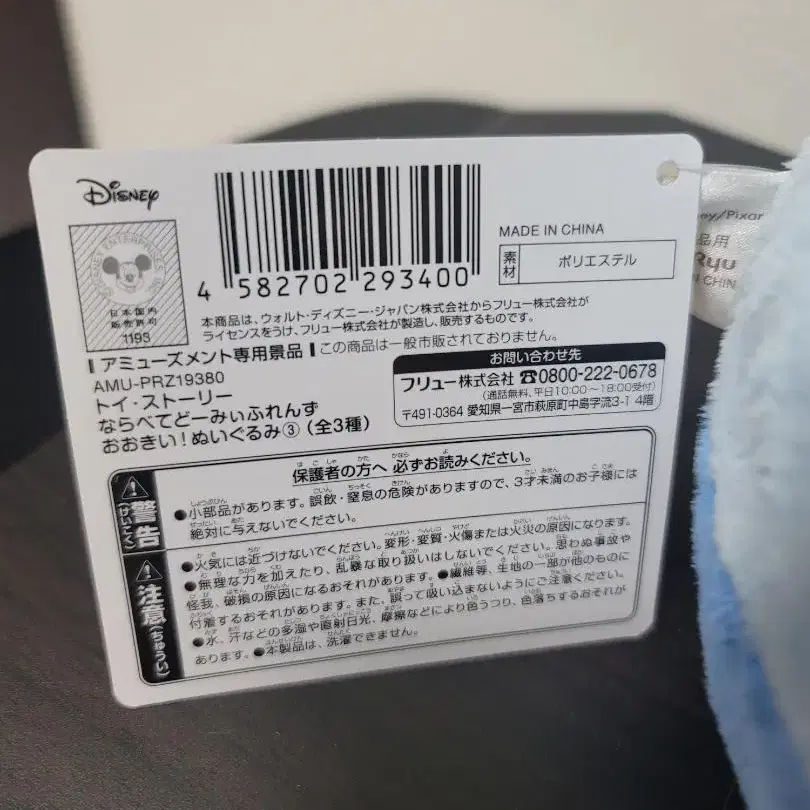 Disney
4 582702 293400
MADE IN CHINA
素材 ポリエステル
日本国内
販売許可
1195
本商品は、ウォルト・ディズニー・ジャパン株式会社からフリュー株式会社が
ライセンスをうけ、フリュー株式会社が製造し、販売するものです。
アミューズメント専用景品 この商品は一般市販されておりません。
AMU-PRZ19380
トイ・ストーリー
ならべてどーみぃふれんず
おおきい!ぬいぐるみ③(全3種)
お問い合わせ先
フリュー株式会社 ☎0800-222-0678
(通話無料、平日10:00~18:00受付)
〒491-0364 愛知県一宮市萩原町中島字流3-1 4階
保護者の方へ 必ずお読みください。
警告(けいこく)
●小部品があります。誤飲・窒息の危険がありますので、3才未満のお子様には
絶対に与えないでください。
注意(ちゅうい)
●火気には近づけないでください。変形・変質・火傷または火災の原因になります。
●無理な力を加えたり、乱暴な取り扱いはしないでください。思わぬ事故や
怪我、破損の原因になるおそれがあります。●繊維等、生地の一部が他のものに
付着するおそれがあります。また、誤って吸い込まないようにご注意ください。
●水、汗などの多湿や直射日光、摩擦などにより色うつり、色落ちするおそれが
あります。●本製品は、洗濯できません。
ey/Pixar
品用
Ryu
N CHIN